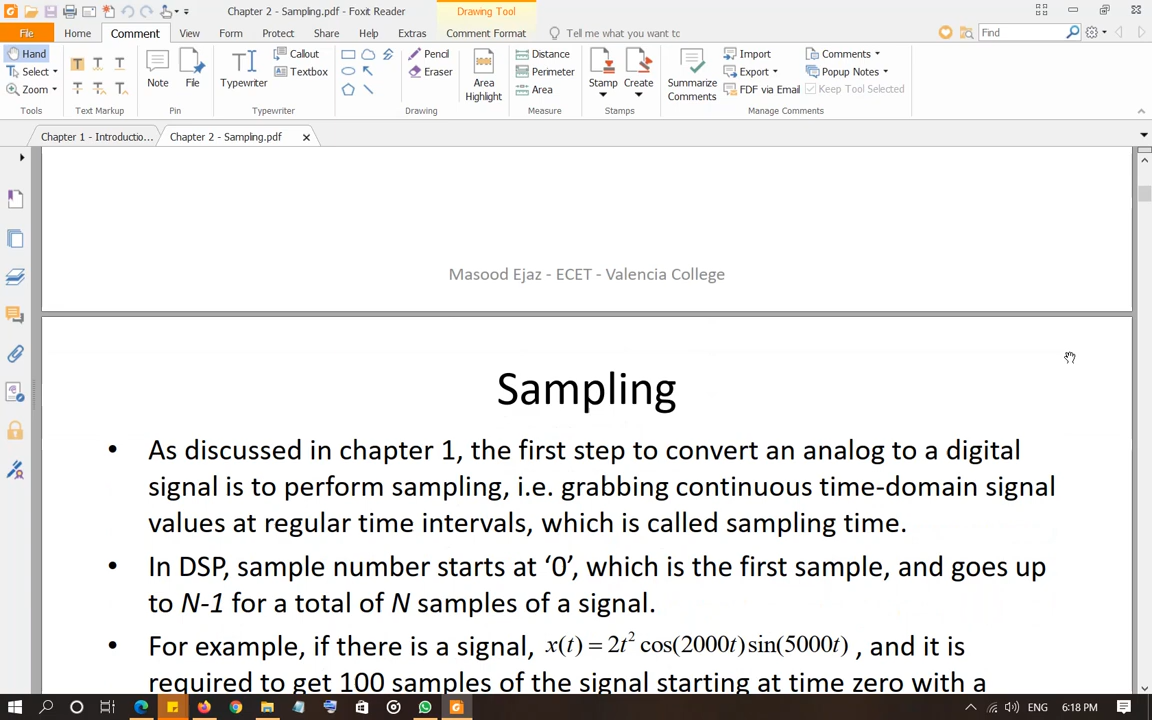 Chapter 2 - Sampling.pdf - Foxit Reader
Drawing Tool
File
Home
Comment
View
Form
Protect
Share
Help
Extras
Comment Format
Tell me what you want to do
Find
Hand
Select
Zoom
Tools
Text Markup
Note
File
Pin
Typewriter
Callout
Textbox
Typewriter
Pencil
Eraser
Drawing
Area
Highlight
Distance
Perimeter
Area
Measure
Stamp
Create
Stamps
Summarize
Comments
Import
Export
FDF via Email
Comments
Popup Notes
Keep Tool Selected
Manage Comments
Chapter 1 - Introductio...
Chapter 2 - Sampling.pdf
Masood Ejaz - ECET - Valencia College
Sampling
• As discussed in chapter 1, the first step to convert an analog to a digital
signal is to perform sampling, i.e. grabbing continuous time-domain signal
values at regular time intervals, which is called sampling time.
• In DSP, sample number starts at ‘0’, which is the first sample, and goes up
to N-1 for a total of N samples of a signal.
• For example, if there is a signal, x(t) = 2t² cos(2000t) sin(5000t) , and it is
required to get 100 samples of the signal starting at time zero with a
ENG
6:18 PM